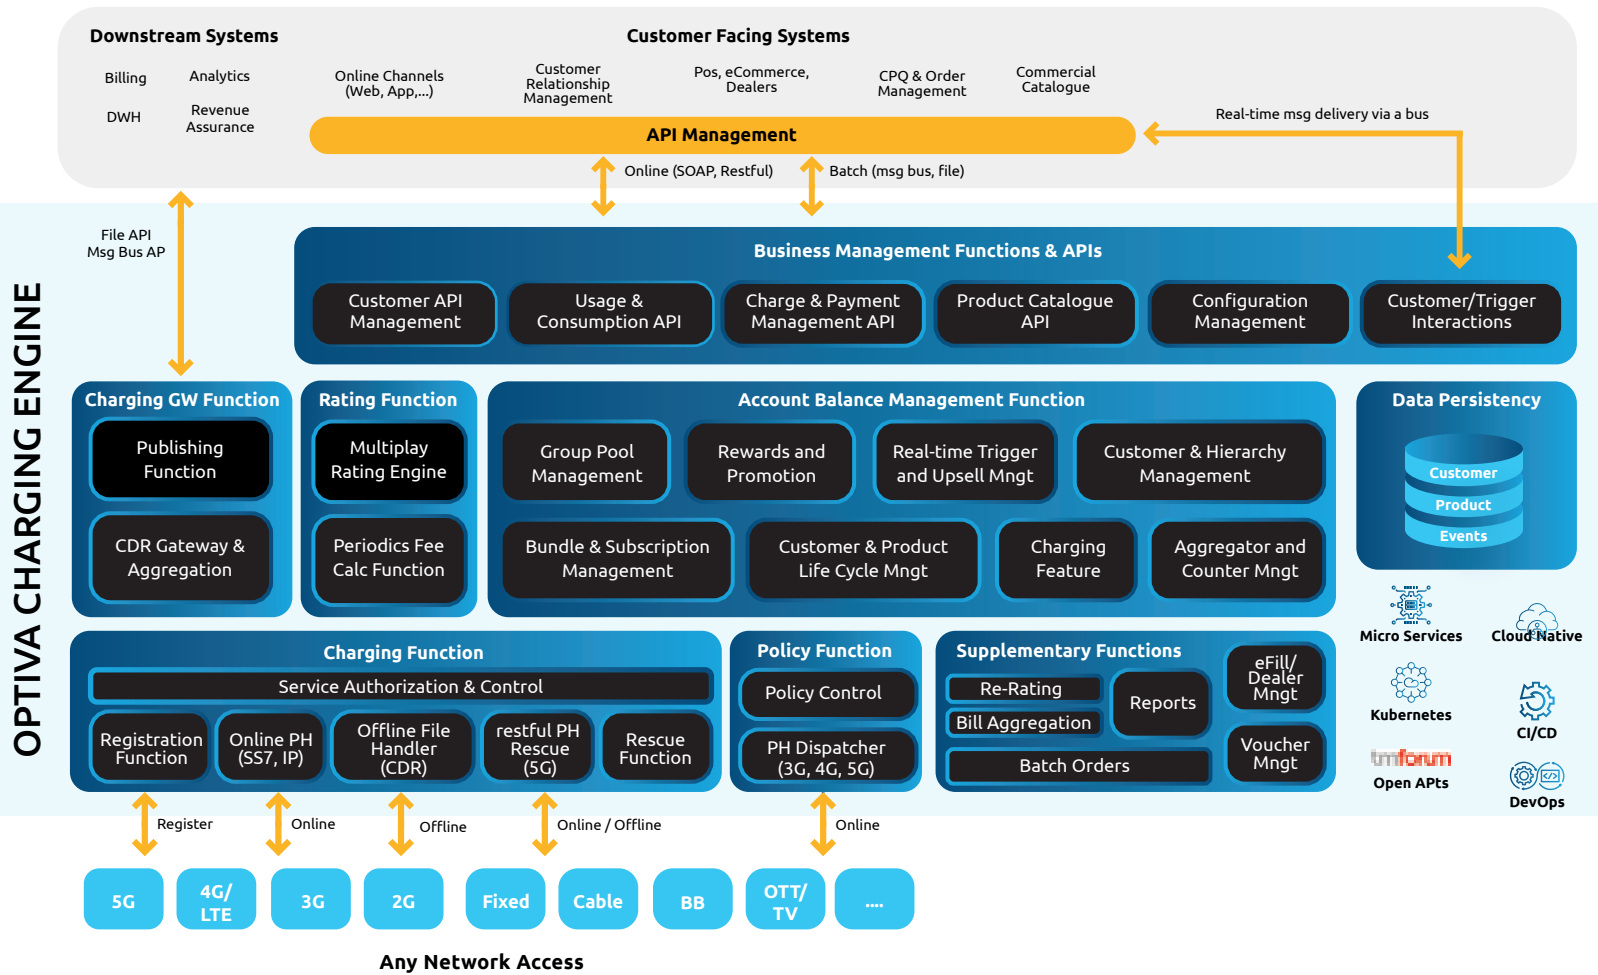 Downstream Systems
Customer Facing Systems
Billing
Analytics
DWH
Revenue
Assurance
Online Channels
(Web, App,...)
Customer
Relationship
Management
Pos, eCommerce,
Dealers
CPQ & Order
Management
Commercial
Catalogue
API Management
Real-time msg delivery via a bus
Online (SOAP, Restful)
Batch (msg bus, file)
File API
Msg Bus AP
OPTIVA CHARGING ENGINE
Business Management Functions & APIs
Customer API
Management
Usage &
Consumption API
Charge & Payment
Management API
Product Catalogue
API
Configuration
Management
Customer/Trigger
Interactions
Charging GW Function
Publishing
Function
CDR Gateway &
Aggregation
Rating Function
Multiplay
Rating Engine
Periodics Fee
Calc Function
Account Balance Management Function
Group Pool
Management
Rewards and
Promotion
Real-time Trigger
and Upsell Mngt
Customer & Hierarchy
Management
Bundle & Subscription
Management
Customer & Product
Life Cycle Mngt
Charging
Feature
Aggregator and
Counter Mngt
Data Persistency
Customer
Product
Events
Micro Services
Cloud Native
Kubernetes
CI/CD
tmforum
Open APts
DevOps
Charging Function
Service Authorization & Control
Registration
Function
Online PH
(SS7, IP)
Offline File
Handler
(CDR)
restful PH
Rescue
(5G)
Rescue
Function
Policy Function
Policy Control
PH Dispatcher
(3G, 4G, 5G)
Supplementary Functions
Re-Rating
Bill Aggregation
Reports
Batch Orders
eFill/
Dealer
Mngt
Voucher
Mngt
Register
Online
Offline
Online / Offline
Online
5G
4G/
LTE
3G
2G
Fixed
Cable
BB
OTT/
TV
....
Any Network Access